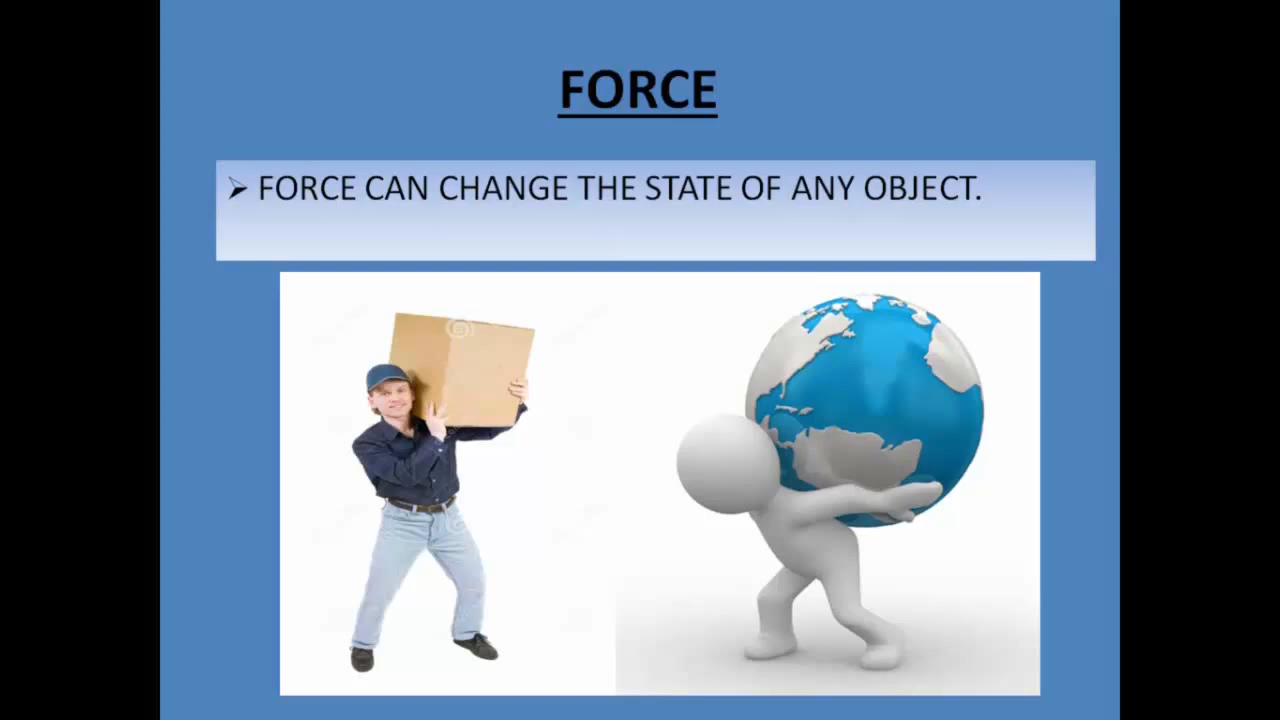 FORCE
➢ FORCE CAN CHANGE THE STATE OF ANY OBJECT.